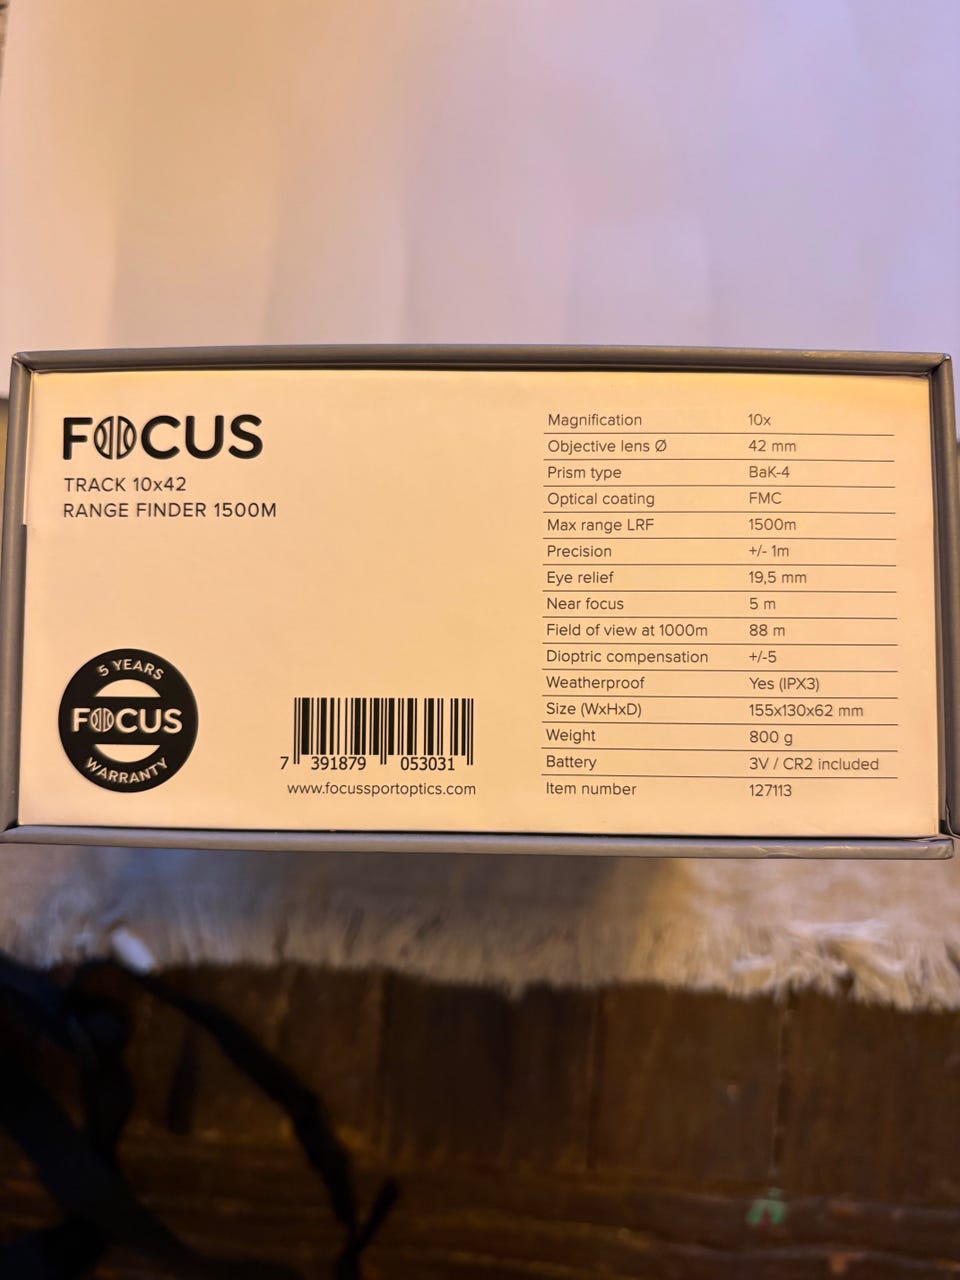 FOCUS
TRACK 10x42
RANGE FINDER 1500M
5 YEARS
FOCUS
WARRANTY
7 391879 053031
www.focussportoptics.com
Magnification 10x
Objective lens Ø 42 mm
Prism type BaK-4
Optical coating FMC
Max range LRF 1500m
Precision +/- 1m
Eye relief 19,5 mm
Near focus 5 m
Field of view at 1000m 88 m
Dioptric compensation +/-5
Weatherproof Yes (IPX3)
Size (WxHxD) 155x130x62 mm
Weight 800 g
Battery 3V / CR2 included
Item number 127113